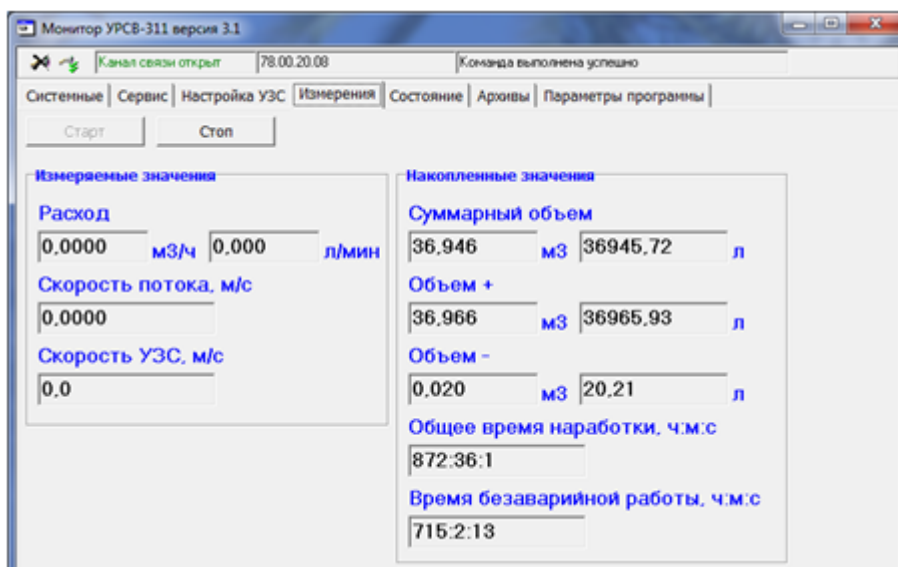 Монитор УРСВ-311 версия 3.1
Канал связи открыт 78.00.20.08 Команда выполнена успешно
Системные Сервис Настройка УЗС Измерения Состояние Архивы Параметры программы
Старт Стоп
Измеряемые значения
Расход
0,0000 м3/ч 0,000 л/мин
Скорость потока, м/с
0,0000
Скорость УЗС, м/с
0,0
Накопленные значения
Суммарный объем
36,946 м3 36945,72 л
Объем +
36,966 м3 36965,93 л
Объем -
0,020 м3 20,21 л
Общее время наработки, ч:м:с
872:36:1
Время безаварийной работы, ч:м:с
715:2:13